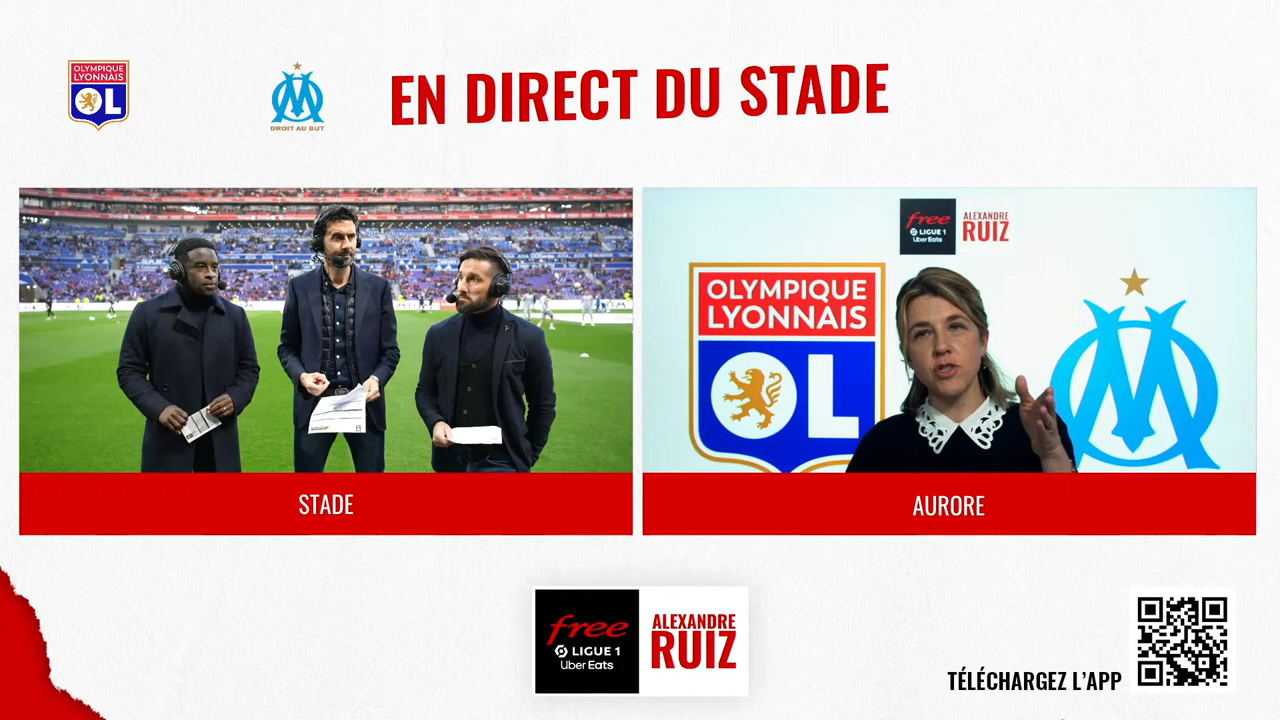 OLYMPIQUE
LYONNAIS
OL
M
DROIT AU BUT
EN DIRECT DU STADE
free
LIGUE 1
Uber Eats
ALEXANDRE
RUIZ
OLYMPIQUE
LYONNAIS
OL
M
STADE
AURORE
free
LIGUE 1
Uber Eats
ALEXANDRE
RUIZ
TÉLÉCHARGEZ L'APP